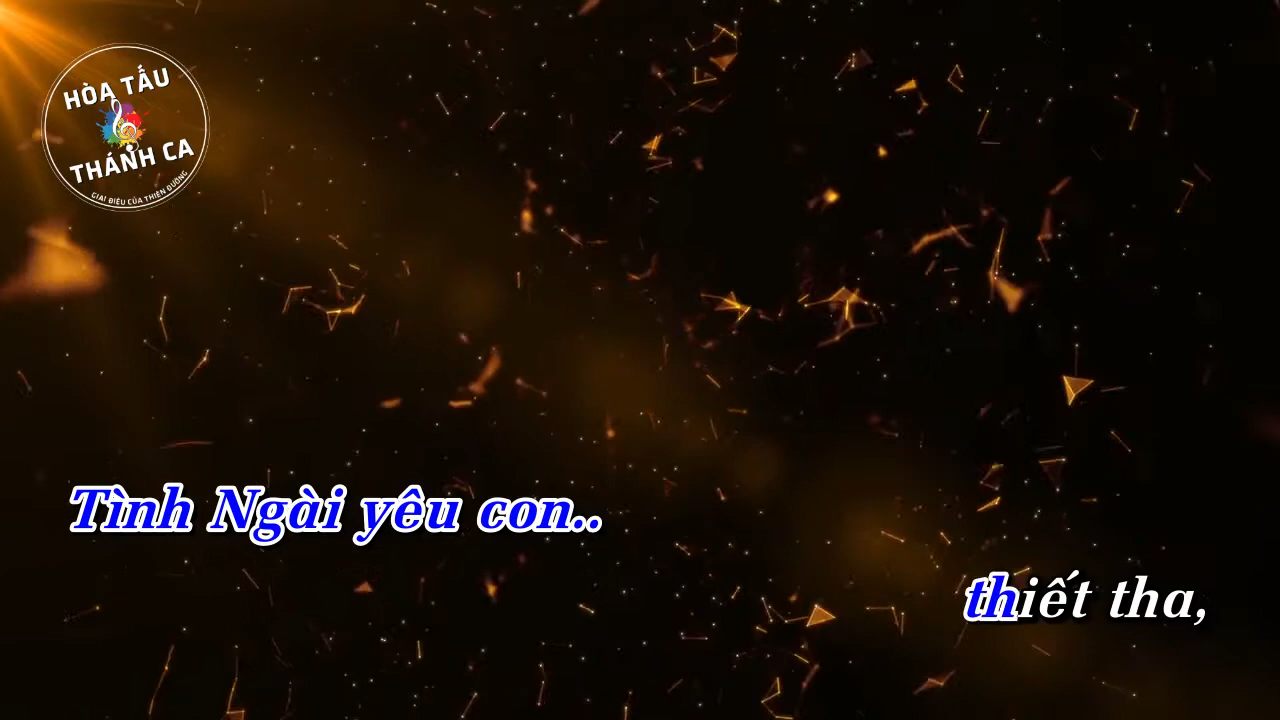 HÒA TẤU
THÁNH CA
GIAI ĐIỆU CỦA THIÊN ĐƯỜNG
Tình Ngài yêu con..
thiết tha,